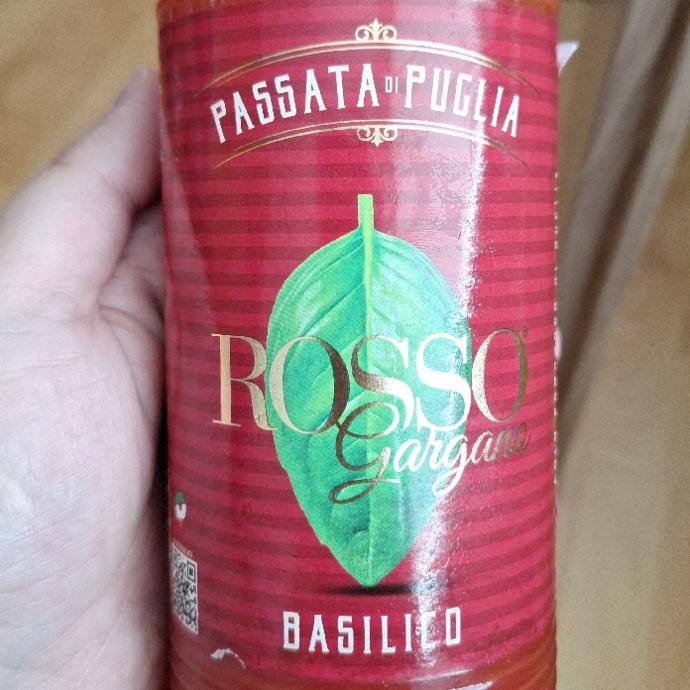 PASSATA DI PUGLIA
ROSSO
Gargano
BASILICO